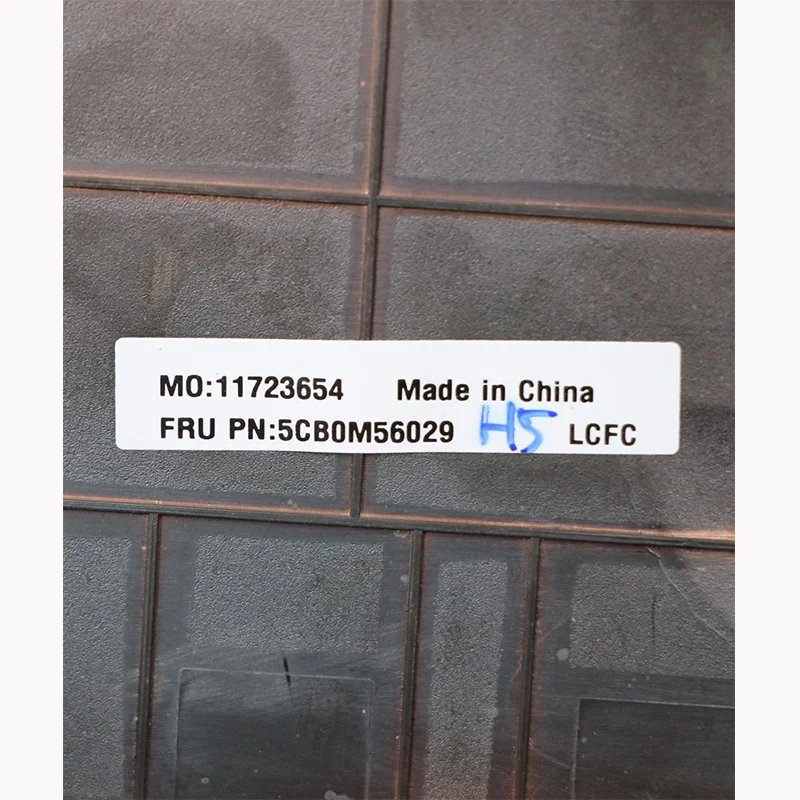 MO:11723654 Made in China
FRU PN:5CB0M56029 H5 LCFC